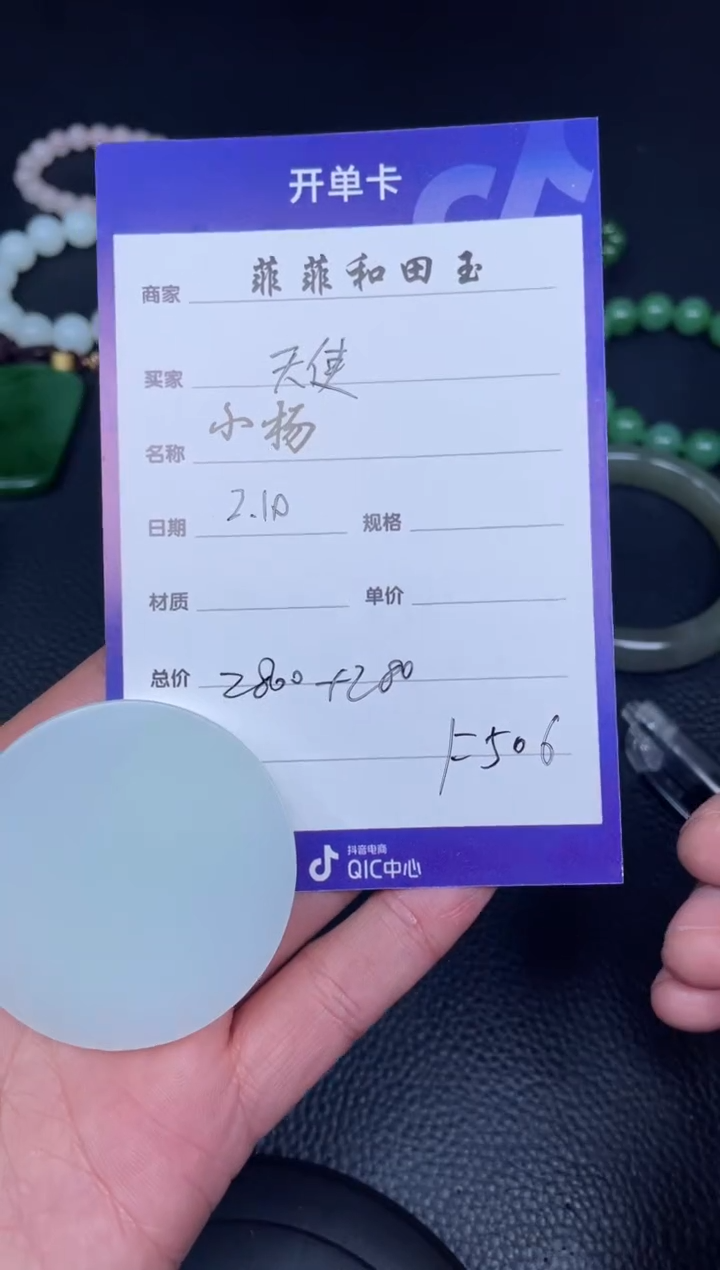 开单卡
商家 菲菲和田玉
买家 天使
名称 小杨
日期 2.10 规格
材质 单价
总价 2860+280
抖音电商
QIC中心